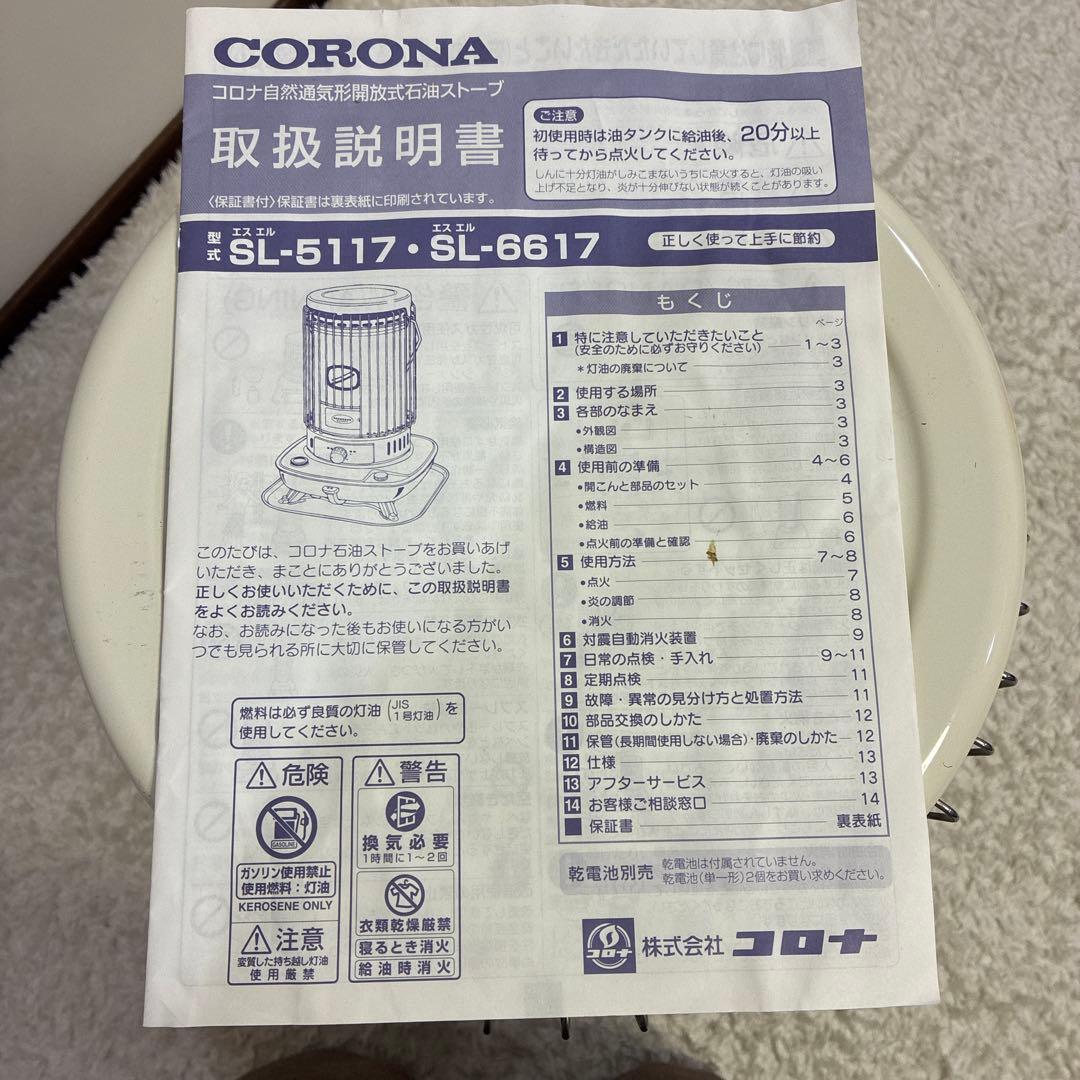 CORONA
コロナ自然通気形開放式石油ストーブ
取扱説明書
〈保証書付〉保証書は裏表紙に印刷されています。
ご注意
初使用時は油タンクに給油後、20分以上
待ってから点火してください。
しんに十分灯油がしみこまないうちに点火すると、灯油の吸い
上げ不足となり、炎が十分伸びない状態が続くことがあります。
型式 エス エル SL-5117・エス エル SL-6617
正しく使って上手に節約
もくじ
ページ
1 特に注意していただきたいこと
(安全のために必ずお守りください) 1〜3
＊灯油の廃棄について 3
2 使用する場所 3
3 各部のなまえ 3
●外観図 3
●構造図 3
4 使用前の準備 4〜6
●開こんと部品のセット 4
●燃料 5
●給油 6
●点火前の準備と確認 6
5 使用方法 7〜8
●点火 7
●炎の調節 8
●消火 8
6 対震自動消火装置 9
7 日常の点検・手入れ 9〜11
8 定期点検 11
9 故障・異常の見分け方と処置方法 11
10 部品交換のしかた 12
11 保管(長期間使用しない場合)・廃棄のしかた 12
12 仕様 13
13 アフターサービス 13
14 お客様ご相談窓口 14
■ 保証書 裏表紙
このたびは、コロナ石油ストーブをお買いあげ
いただき、まことにありがとうございました。
正しくお使いいただくために、この取扱説明書
をよくお読みください。
なお、お読みになった後もお使いになる方がい
つでも見られる所に大切に保管してください。
燃料は必ず良質の灯油(JIS 1号灯油)を
使用してください。
危険
GASOLINE
ガソリン使用禁止
使用燃料：灯油
KEROSENE ONLY
注意
変質した持ち越し灯油
使用厳禁
警告
換気必要
1時間に1〜2回
衣類乾燥厳禁
寝るとき消火
給油時消火
乾電池別売
乾電池は付属されていません。
乾電池(単一形)2個をお買い求めください。
コロナ
株式会社 コロナ